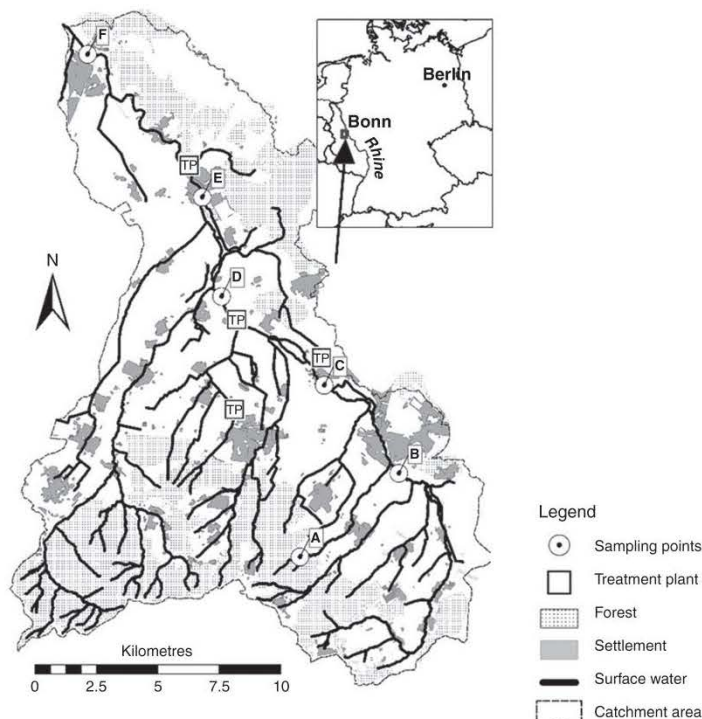 F
Berlin
Bonn
Rhine
TP
E
N
D
TP
TP
C
TP
B
A
Legend
Sampling points
Treatment plant
Forest
Settlement
Surface water
Catchment area
Kilometres
0 2.5 5 7.5 10